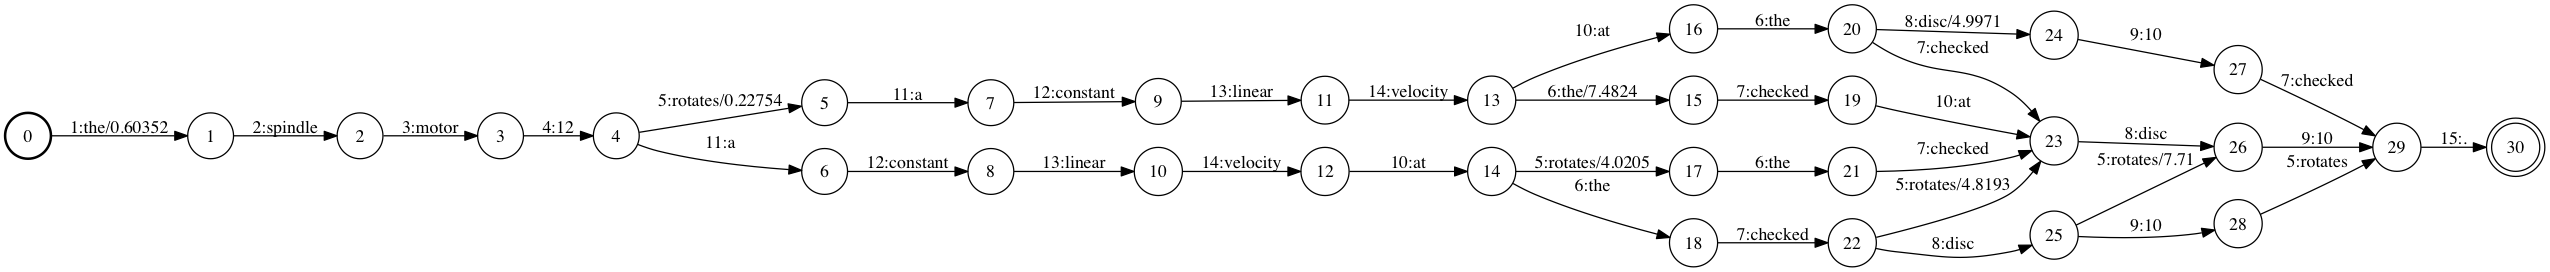 0 1:the/0.60352 1 2:spindle 2 3:motor 3 4:12 4
5:rotates/0.22754 5 11:a 7 12:constant 9 13:linear 11 14:velocity 13
11:a 6 12:constant 8 13:linear 10 14:velocity 12 10:at 14
10:at 16 6:the 20 8:disc/4.9971 24 9:10 27 7:checked
7:checked
6:the/7.4824 15 7:checked 19 10:at 23 8:disc 26 9:10 29 15:. 30
5:rotates/4.0205 17 6:the 21 7:checked
6:the 18 7:checked 22 5:rotates/4.8193
8:disc 25 5:rotates/7.71
9:10 28 5:rotates